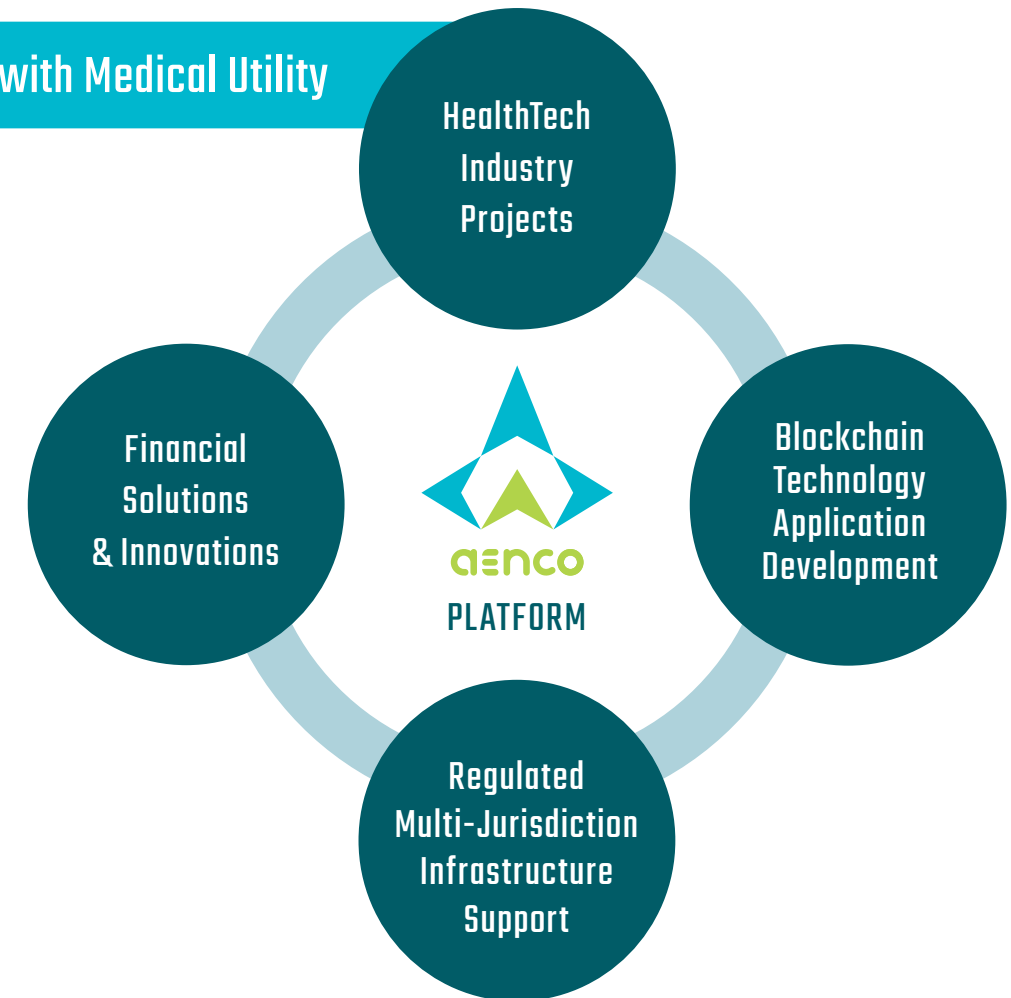 with Medical Utility
HealthTech
Industry
Projects
Financial
Solutions
& Innovations
Blockchain
Technology
Application
Development
aenco
PLATFORM
Regulated
Multi-Jurisdiction
Infrastructure
Support